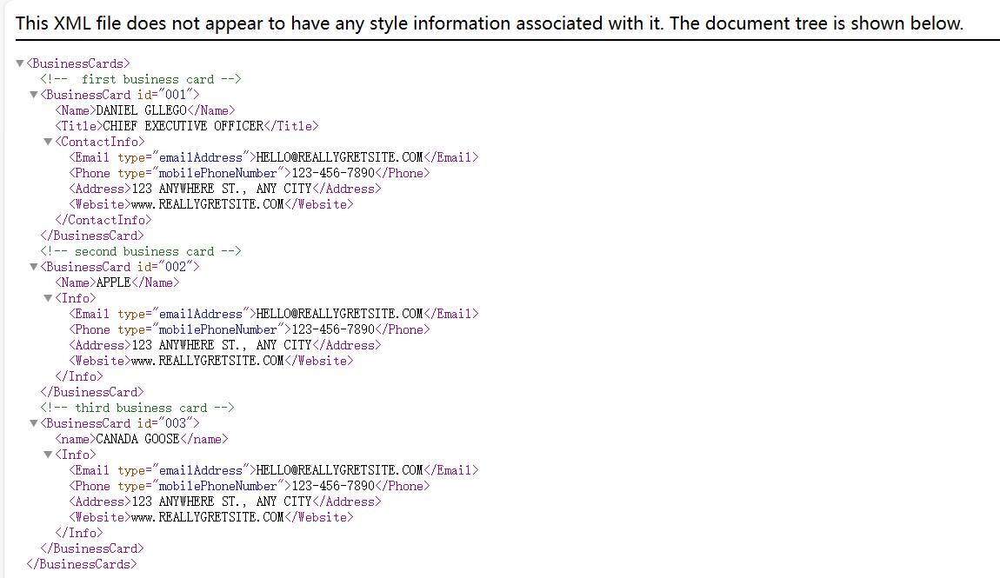 This XML file does not appear to have any style information associated with it. The document tree is shown below.
▼<BusinessCards>
<!--  first business card -->
▼<BusinessCard id="001">
<Name>DANIEL GLLEGO</Name>
<Title>CHIEF EXECUTIVE OFFICER</Title>
▼<ContactInfo>
<Email type="emailAddress">HELLO@REALLYGRETSITE.COM</Email>
<Phone type="mobilePhoneNumber">123-456-7890</Phone>
<Address>123 ANYWHERE ST., ANY CITY</Address>
<Website>www.REALLYGRETSITE.COM</Website>
</ContactInfo>
</BusinessCard>
<!-- second business card -->
▼<BusinessCard id="002">
<Name>APPLE</Name>
▼<Info>
<Email type="emailAddress">HELLO@REALLYGRETSITE.COM</Email>
<Phone type="mobilePhoneNumber">123-456-7890</Phone>
<Address>123 ANYWHERE ST., ANY CITY</Address>
<Website>www.REALLYGRETSITE.COM</Website>
</Info>
</BusinessCard>
<!-- third business card -->
▼<BusinessCard id="003">
<name>CANADA GOOSE</name>
▼<Info>
<Email type="emailAddress">HELLO@REALLYGRETSITE.COM</Email>
<Phone type="mobilePhoneNumber">123-456-7890</Phone>
<Address>123 ANYWHERE ST., ANY CITY</Address>
<Website>www.REALLYGRETSITE.COM</Website>
</Info>
</BusinessCard>
</BusinessCards>